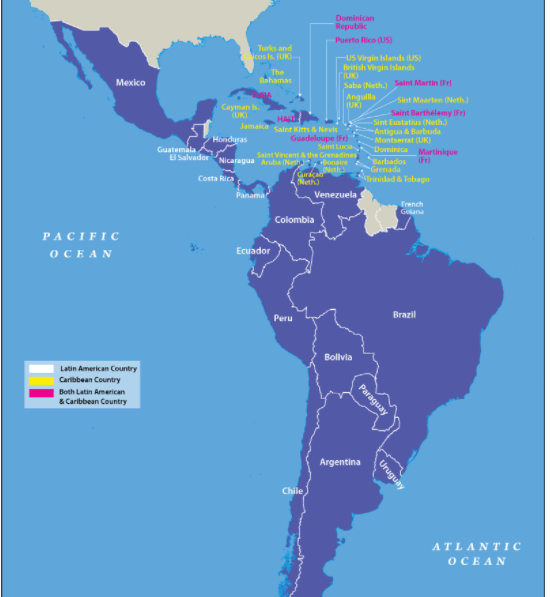 Dominican
Republic
Puerto Rico (US)
Turks and
Caicos Is. (UK)
US Virgin Islands (US)
British Virgin Islands
(UK)
The
Bahamas
Mexico
Saba (Neth.)
Saint Martin (Fr)
CUBA
Anguilla
(UK)
Sint Maarten (Neth.)
Cayman Is.
(UK)
Saint Barthélemy (Fr)
HAITI
Sint Eustatius (Neth.)
Jamaica
Saint Kitts & Nevis
Antigua & Barbuda
Guadeloupe (Fr)
Montserrat (UK)
Honduras
Saint Lucia
Dominica
Martinique
(Fr)
Guatemala
El Salvador
Saint Vincent & the Grenadines
Nicaragua
Aruba (Neth.)
Bonaire
(Neth.)
Barbados
Grenada
Costa Rica
Curaçao
(Neth.)
Trinidad & Tobago
Panama
Venezuela
French
Guiana
Colombia
PACIFIC
OCEAN
Ecuador
Peru
Brazil
Bolivia
Latin American Country
Caribbean Country
Both Latin American
& Caribbean Country
Paraguay
Argentina
Uruguay
Chile
ATLANTIC
OCEAN